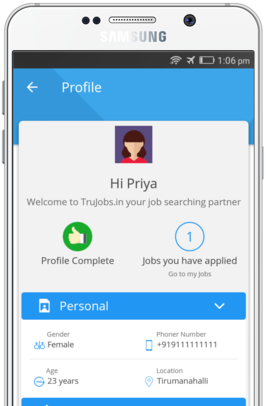 SAMSUNG
1:06 pm
Profile
Hi Priya
Welcome to TruJobs.in your job searching partner
1
Profile Complete
Jobs you have applied
Go to my Jobs
Personal
Gender
Phoner Number
Female
+919111111111
Age
Location
23 years
Tirumanahalli